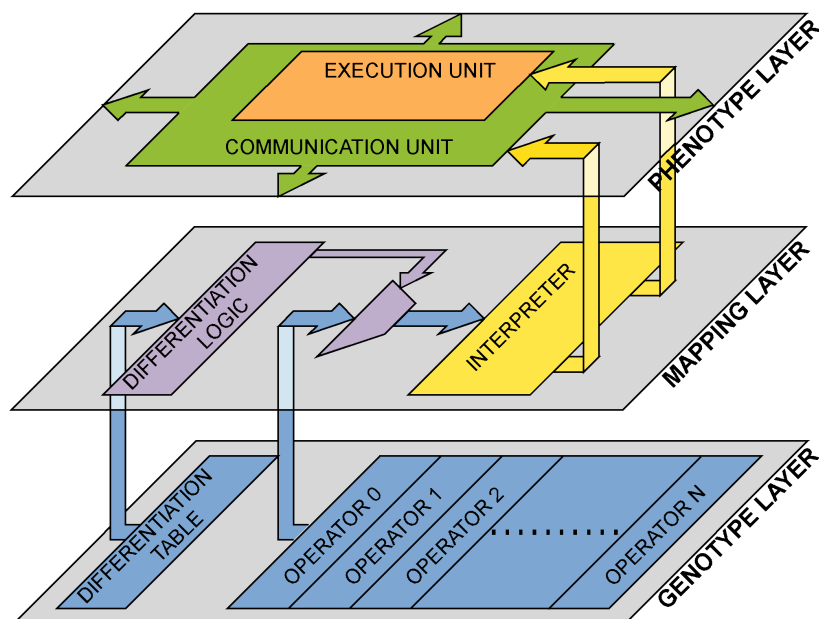 EXECUTION UNIT
COMMUNICATION UNIT
PHENOTYPE LAYER
DIFFERENTIATION
LOGIC
INTERPRETER
MAPPING LAYER
DIFFERENTIATION
TABLE
OPERATOR 0
OPERATOR 1
OPERATOR 2
OPERATOR N
GENOTYPE LAYER